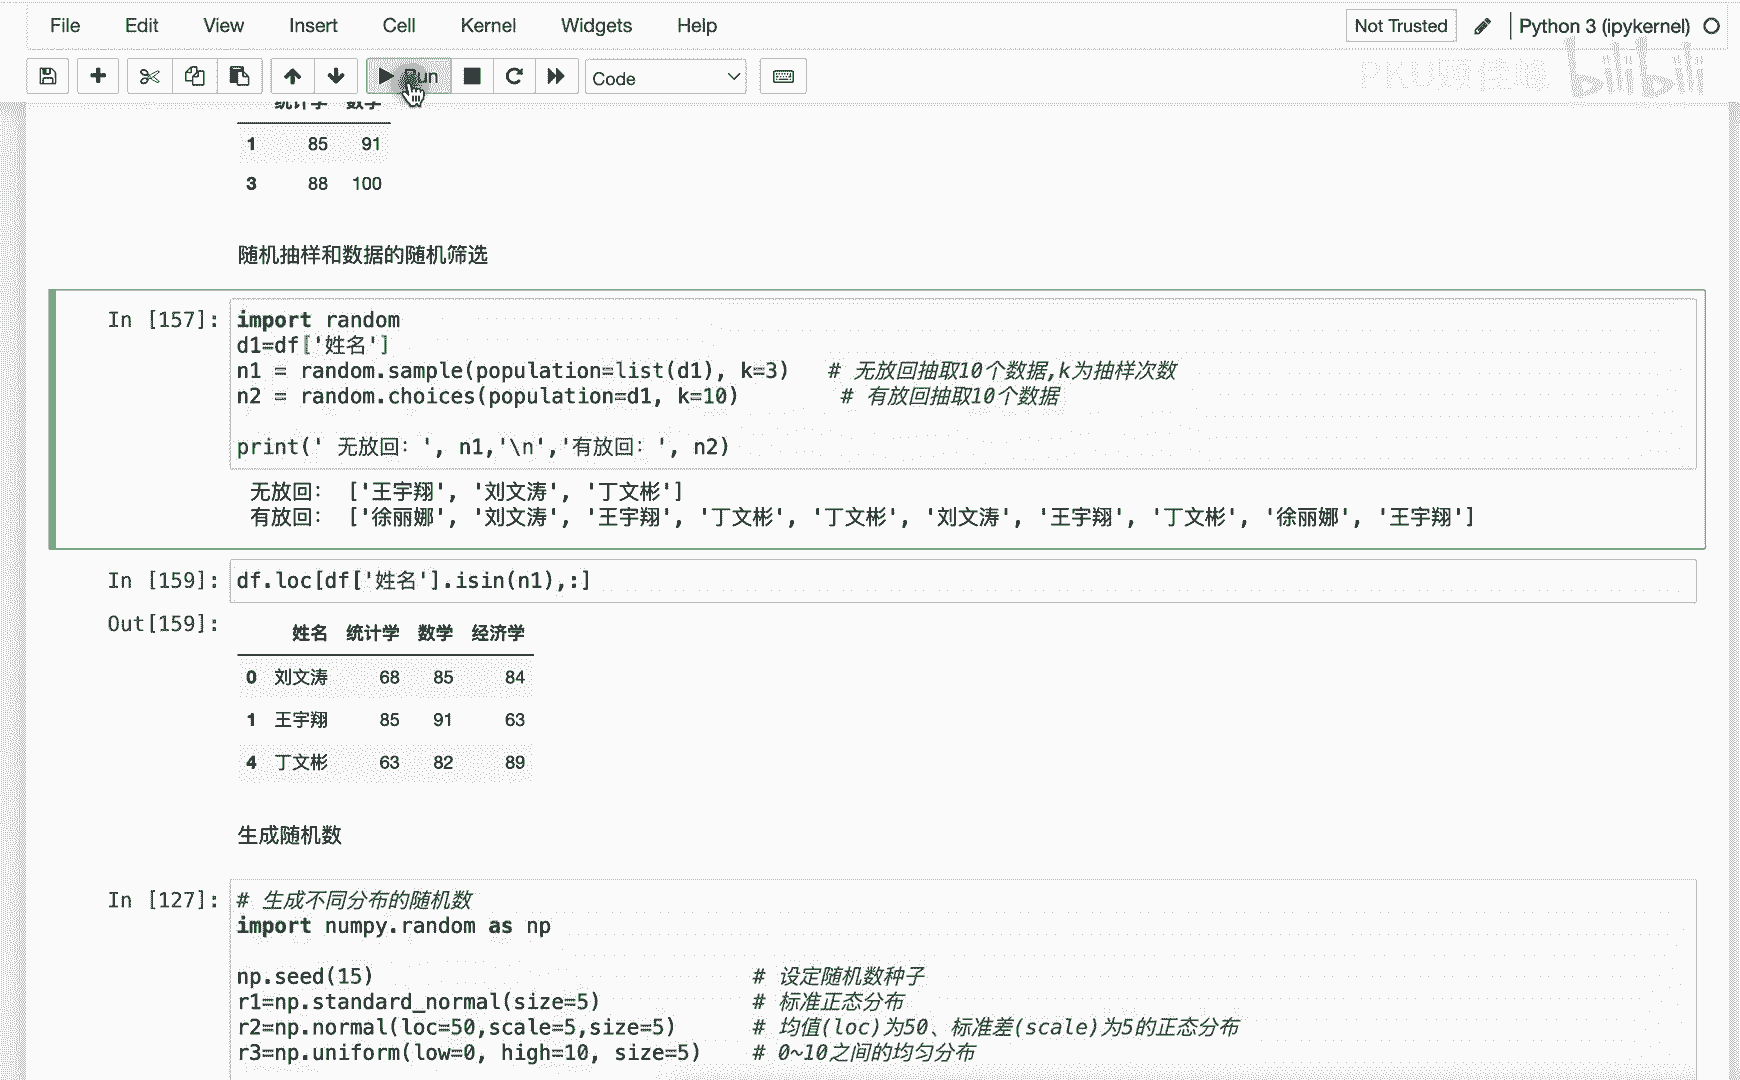 File Edit View Insert Cell Kernel Widgets Help Not Trusted Python 3 (ipykernel)
Run Code
PKU顾佳峰 bilibili
统计学 数学
1 85 91
3 88 100
随机抽样和数据的随机筛选
In [157]: import random
d1=df['姓名']
n1 = random.sample(population=list(d1), k=3) # 无放回抽取10个数据,k为抽样次数
n2 = random.choices(population=d1, k=10) # 有放回抽取10个数据
print(' 无放回：', n1,'\n','有放回：', n2)
无放回： ['王宇翔', '刘文涛', '丁文彬']
有放回： ['徐丽娜', '刘文涛', '王宇翔', '丁文彬', '丁文彬', '刘文涛', '王宇翔', '丁文彬', '徐丽娜', '王宇翔']
In [159]: df.loc[df['姓名'].isin(n1),:]
Out[159]:
姓名 统计学 数学 经济学
0 刘文涛 68 85 84
1 王宇翔 85 91 63
4 丁文彬 63 82 89
生成随机数
In [127]: # 生成不同分布的随机数
import numpy.random as np
np.seed(15) # 设定随机数种子
r1=np.standard_normal(size=5) # 标准正态分布
r2=np.normal(loc=50,scale=5,size=5) # 均值(loc)为50、标准差(scale)为5的正态分布
r3=np.uniform(low=0, high=10, size=5) # 0~10之间的均匀分布